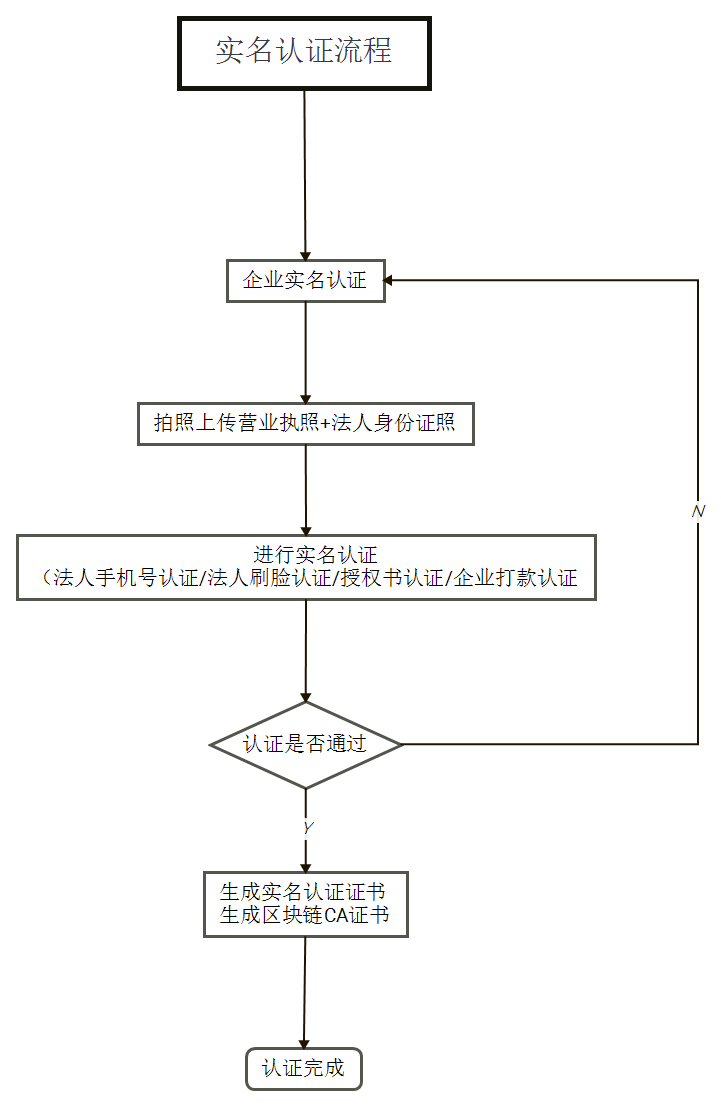 实名认证流程
企业实名认证
拍照上传营业执照+法人身份证照
进行实名认证
（法人手机号认证/法人刷脸认证/授权书认证/企业打款认证
N
认证是否通过
Y
生成实名认证证书
生成区块链CA证书
认证完成